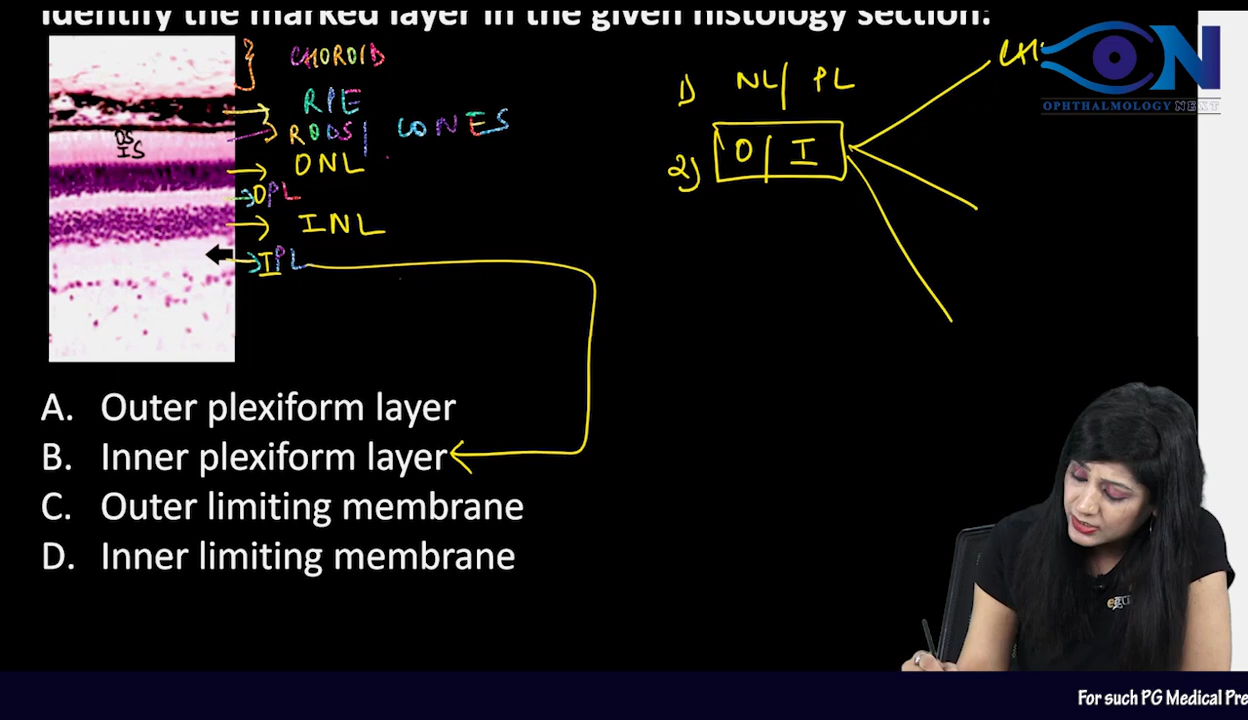 Identify the marked layer in the given histology section:
CHOROID
RPE
RODS / CONES
OS
IS
ONL
OPL
INL
IPL
A. Outer plexiform layer
B. Inner plexiform layer
C. Outer limiting membrane
D. Inner limiting membrane
1) NL / PL
2) O / I
ON
OPHTHALMOLOGY NEXT
For such PG Medical Pre